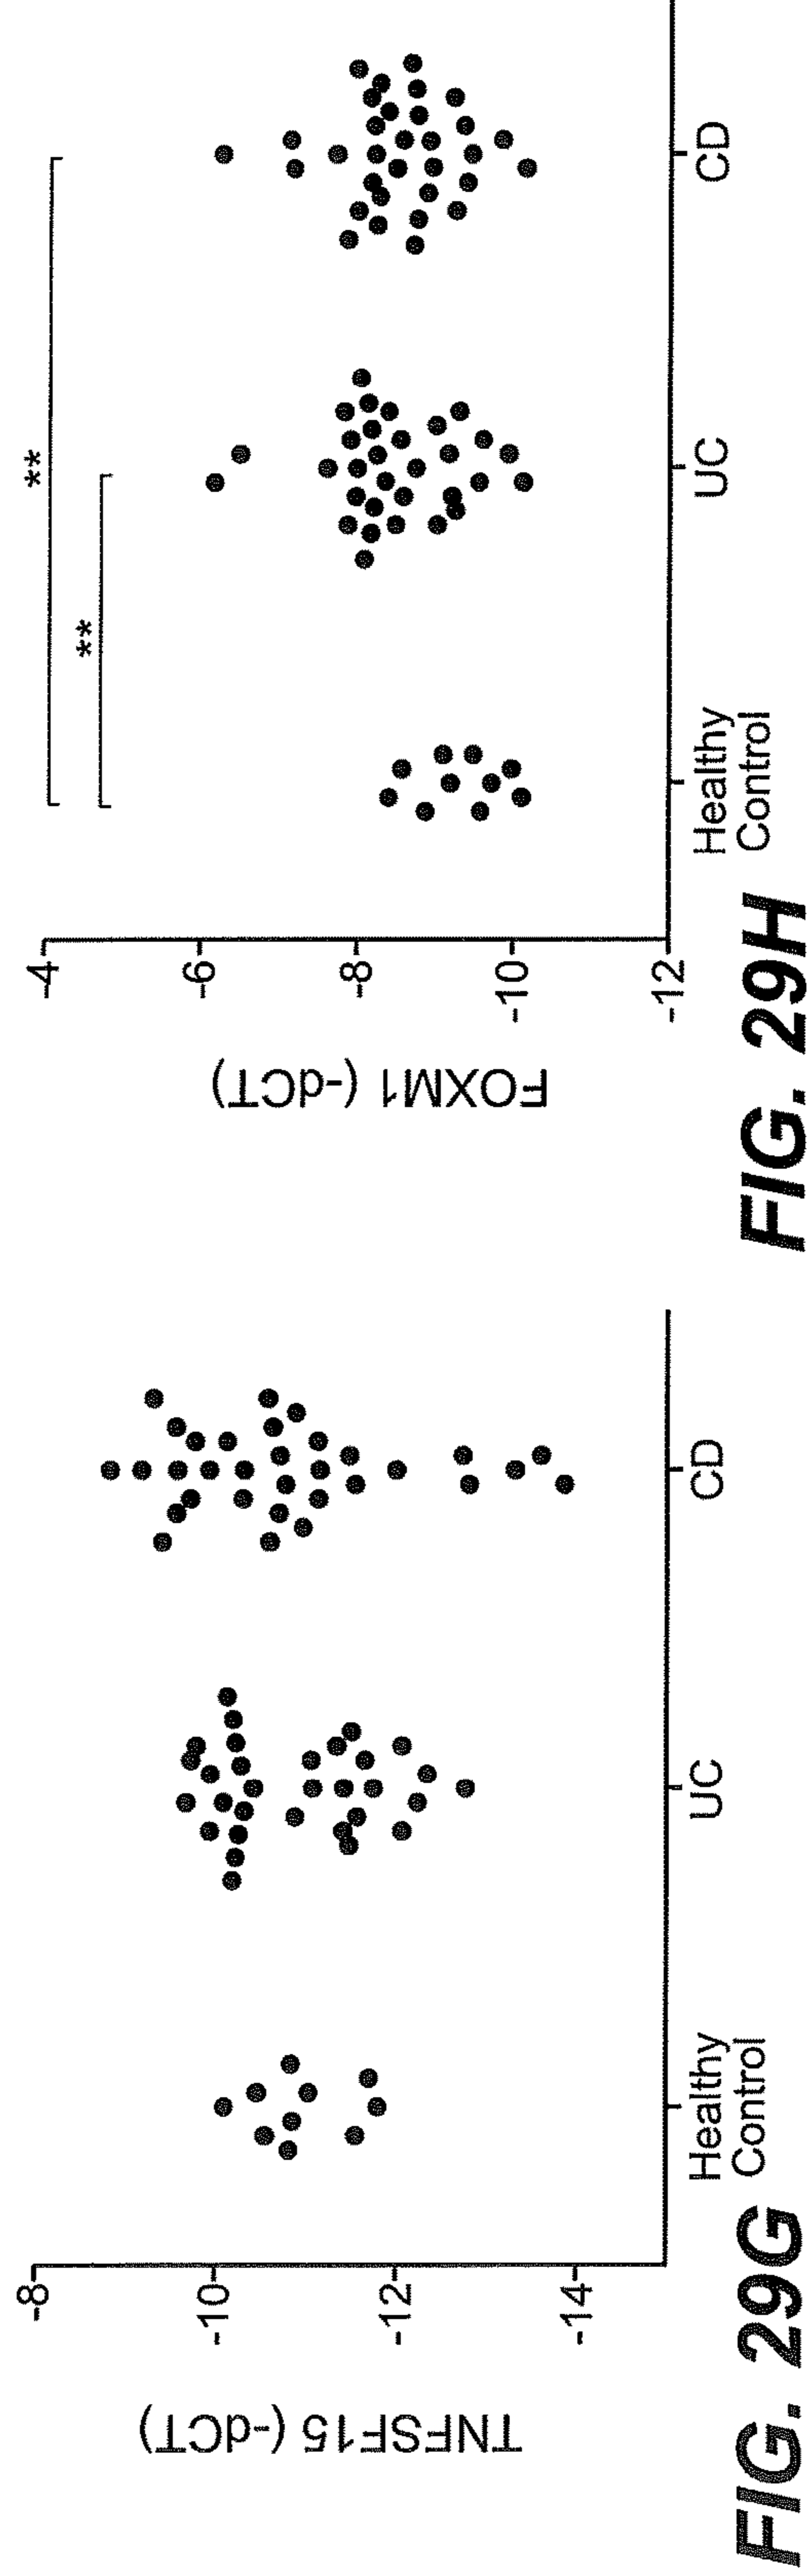 TNFSF15 (-dCT)
-8
-10
-12
-14
Healthy
Control
UC
CD
FIG. 29G
FOXM1 (-dCT)
-4
-6
-8
-10
-12
**
**
Healthy
Control
UC
CD
FIG. 29H